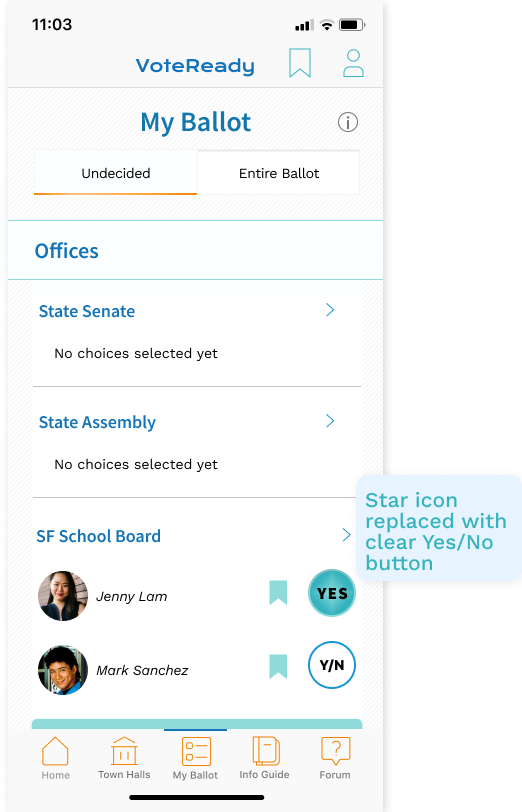 11:03
VoteReady
My Ballot
Undecided
Entire Ballot
Offices
State Senate
No choices selected yet
State Assembly
No choices selected yet
Star icon
replaced with
clear Yes/No
button
SF School Board
Jenny Lam
YES
Mark Sanchez
Y/N
Home
Town Halls
My Ballot
Info Guide
Forum